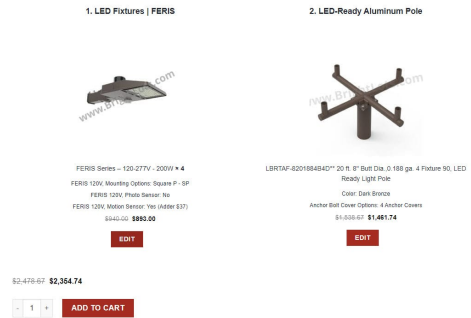 1. LED Fixtures | FERIS
2. LED-Ready Aluminum Pole
FERIS Series – 120-277V - 200W × 4
FERIS 120V, Mounting Options: Square P - SP
FERIS 120V, Photo Sensor: No
FERIS 120V, Motion Sensor: Yes (Adder $37)
$940.00 $893.00
EDIT
LBRTAF-8201884B4D** 20 ft. 8" Butt Dia.,0.188 ga. 4 Fixture 90, LED
Ready Light Pole
Color: Dark Bronze
Anchor Bolt Cover Options: 4 Anchor Covers
$1,538.67 $1,461.74
EDIT
$2,478.67 $2,354.74
- 1 +
ADD TO CART